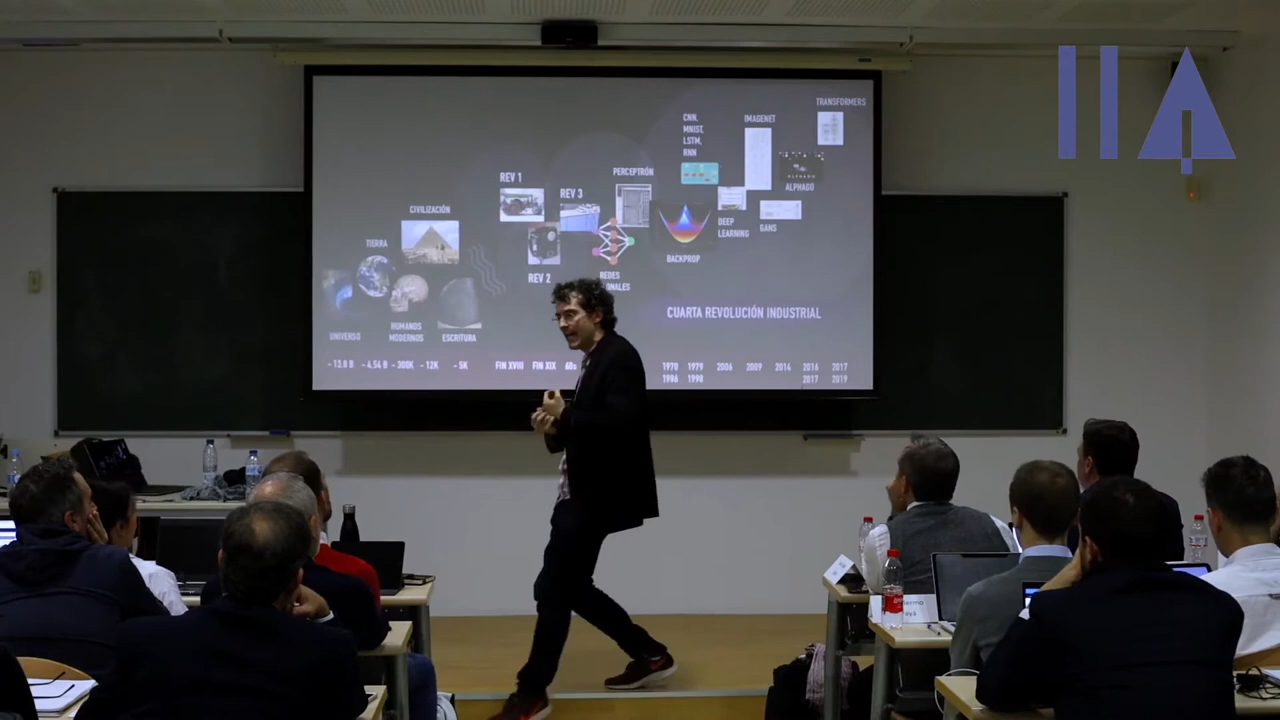 TRANSFORMERS
CNN,
MNIST,
LSTM,
RNN
IMAGENET
ALPHAGO
PERCEPTRÓN
REV 1
REV 3
DEEP
LEARNING
GANS
CIVILIZACIÓN
TIERRA
BACKPROP
REV 2
REDES
CUARTA REVOLUCIÓN INDUSTRIAL
UNIVERSO
HUMANOS
MODERNOS
ESCRITURA
- 13.8 B - 4.54 B - 300K - 12K - 5K FIN XVIII FIN XIX 1970 1979 2006 2009 2014 2016 2017
1986 1998 2017 2019
IIA